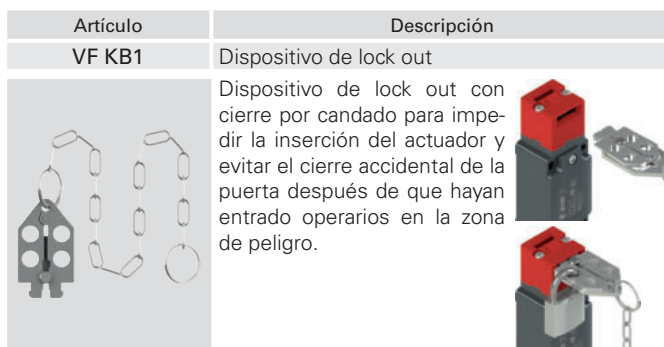 Artículo Descripción
VF KB1 Dispositivo de lock out
Dispositivo de lock out con
cierre por candado para impe-
dir la inserción del actuador y
evitar el cierre accidental de la
puerta después de que hayan
entrado operarios en la zona
de peligro.